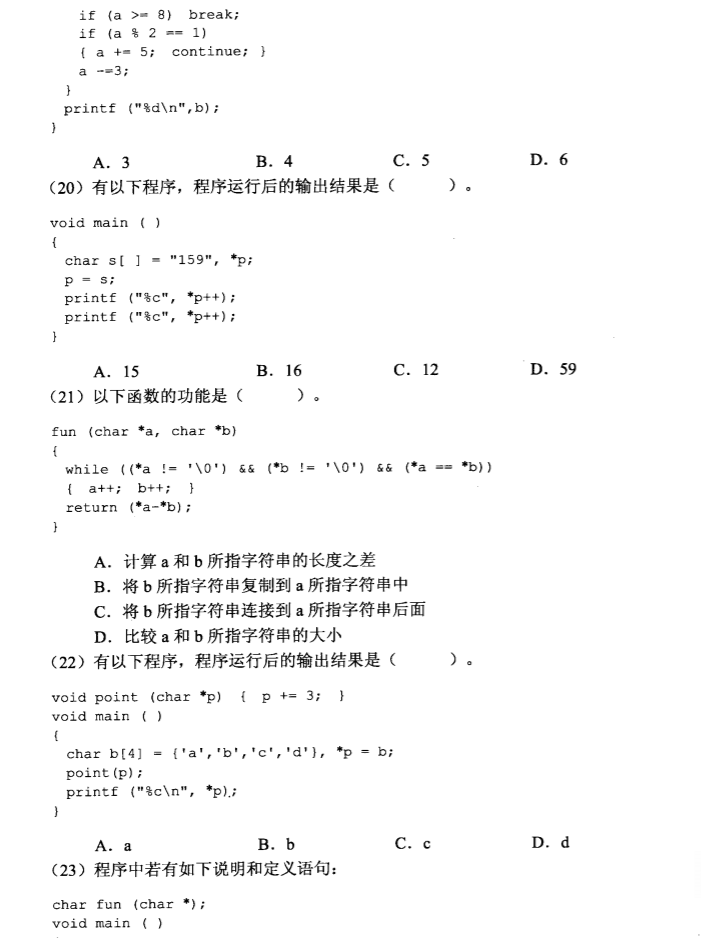 if (a >= 8) break;
if (a % 2 == 1)
{ a += 5; continue; }
a -=3;
}
printf ("%d\n",b);
}
A. 3 B. 4 C. 5 D. 6
（20）有以下程序，程序运行后的输出结果是（ ）。
void main ( )
{
char s[ ] = "159", *p;
p = s;
printf ("%c", *p++);
printf ("%c", *p++);
}
A. 15 B. 16 C. 12 D. 59
（21）以下函数的功能是（ ）。
fun (char *a, char *b)
{
while ((*a != '\0') && (*b != '\0') && (*a == *b))
{ a++; b++; }
return (*a-*b);
}
A. 计算 a 和 b 所指字符串的长度之差
B. 将 b 所指字符串复制到 a 所指字符串中
C. 将 b 所指字符串连接到 a 所指字符串后面
D. 比较 a 和 b 所指字符串的大小
（22）有以下程序，程序运行后的输出结果是（ ）。
void point (char *p) { p += 3; }
void main ( )
{
char b[4] = {'a','b','c','d'}, *p = b;
point(p);
printf ("%c\n", *p);
}
A. a B. b C. c D. d
（23）程序中若有如下说明和定义语句：
char fun (char *);
void main ( )